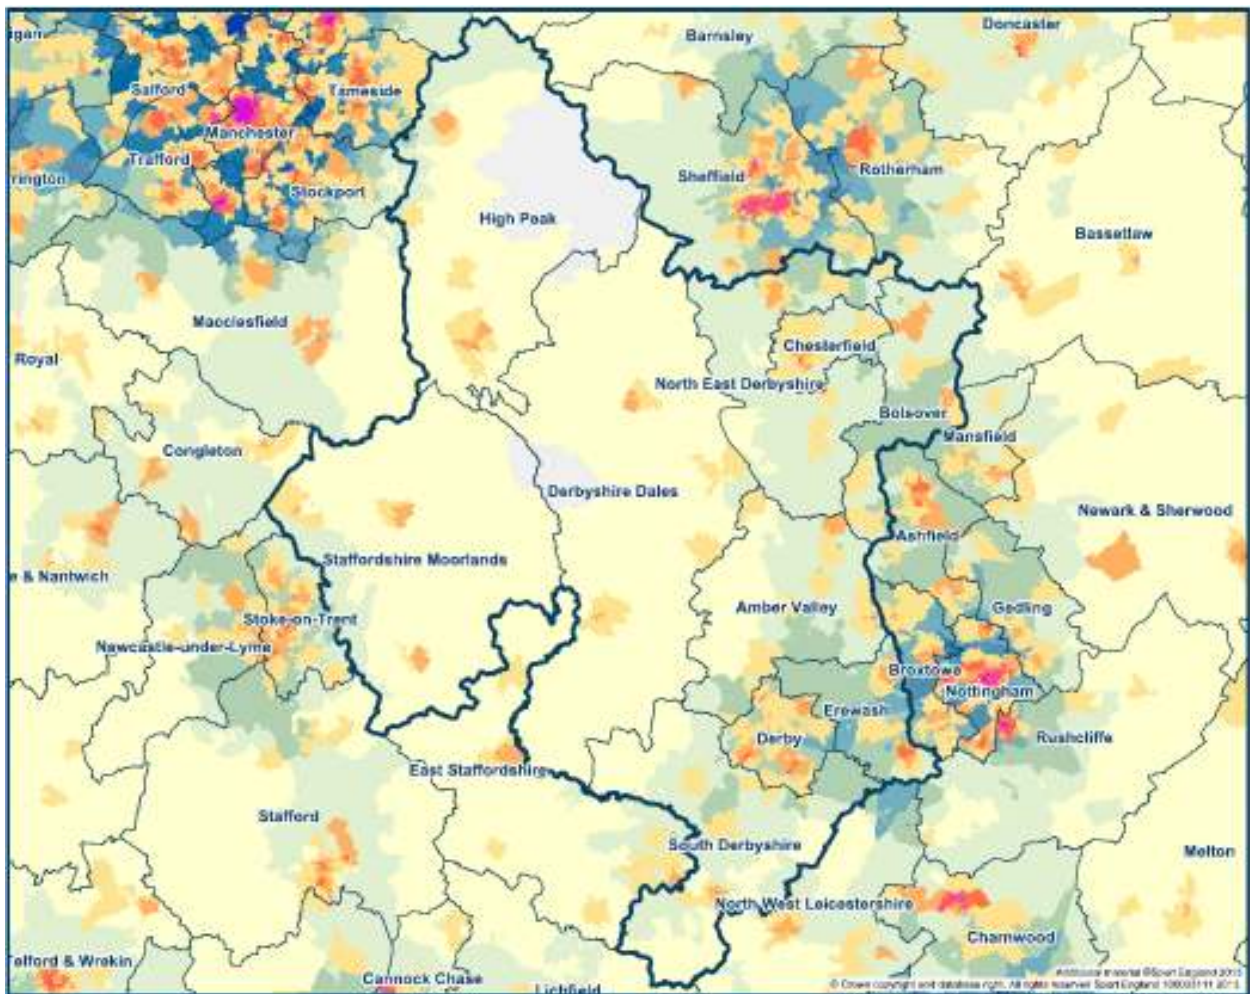 Doncaster
Barnsley
Salford
Tameside
Manchester
Trafford
Stockport
rrington
Sheffield
Rotherham
High Peak
Bassetlaw
Macclesfield
Royal
Chesterfield
North East Derbyshire
Bolsover
Mansfield
Congleton
Derbyshire Dales
Newark & Sherwood
Ashfield
Staffordshire Moorlands
e & Nantwich
Amber Valley
Gedling
Stoke-on-Trent
Newcastle-under-Lyme
Broxtowe
Nottingham
Erewash
Derby
Rushcliffe
East Staffordshire
Stafford
South Derbyshire
Melton
North West Leicestershire
Charnwood
Telford & Wrekin
Cannock Chase
Lichfield